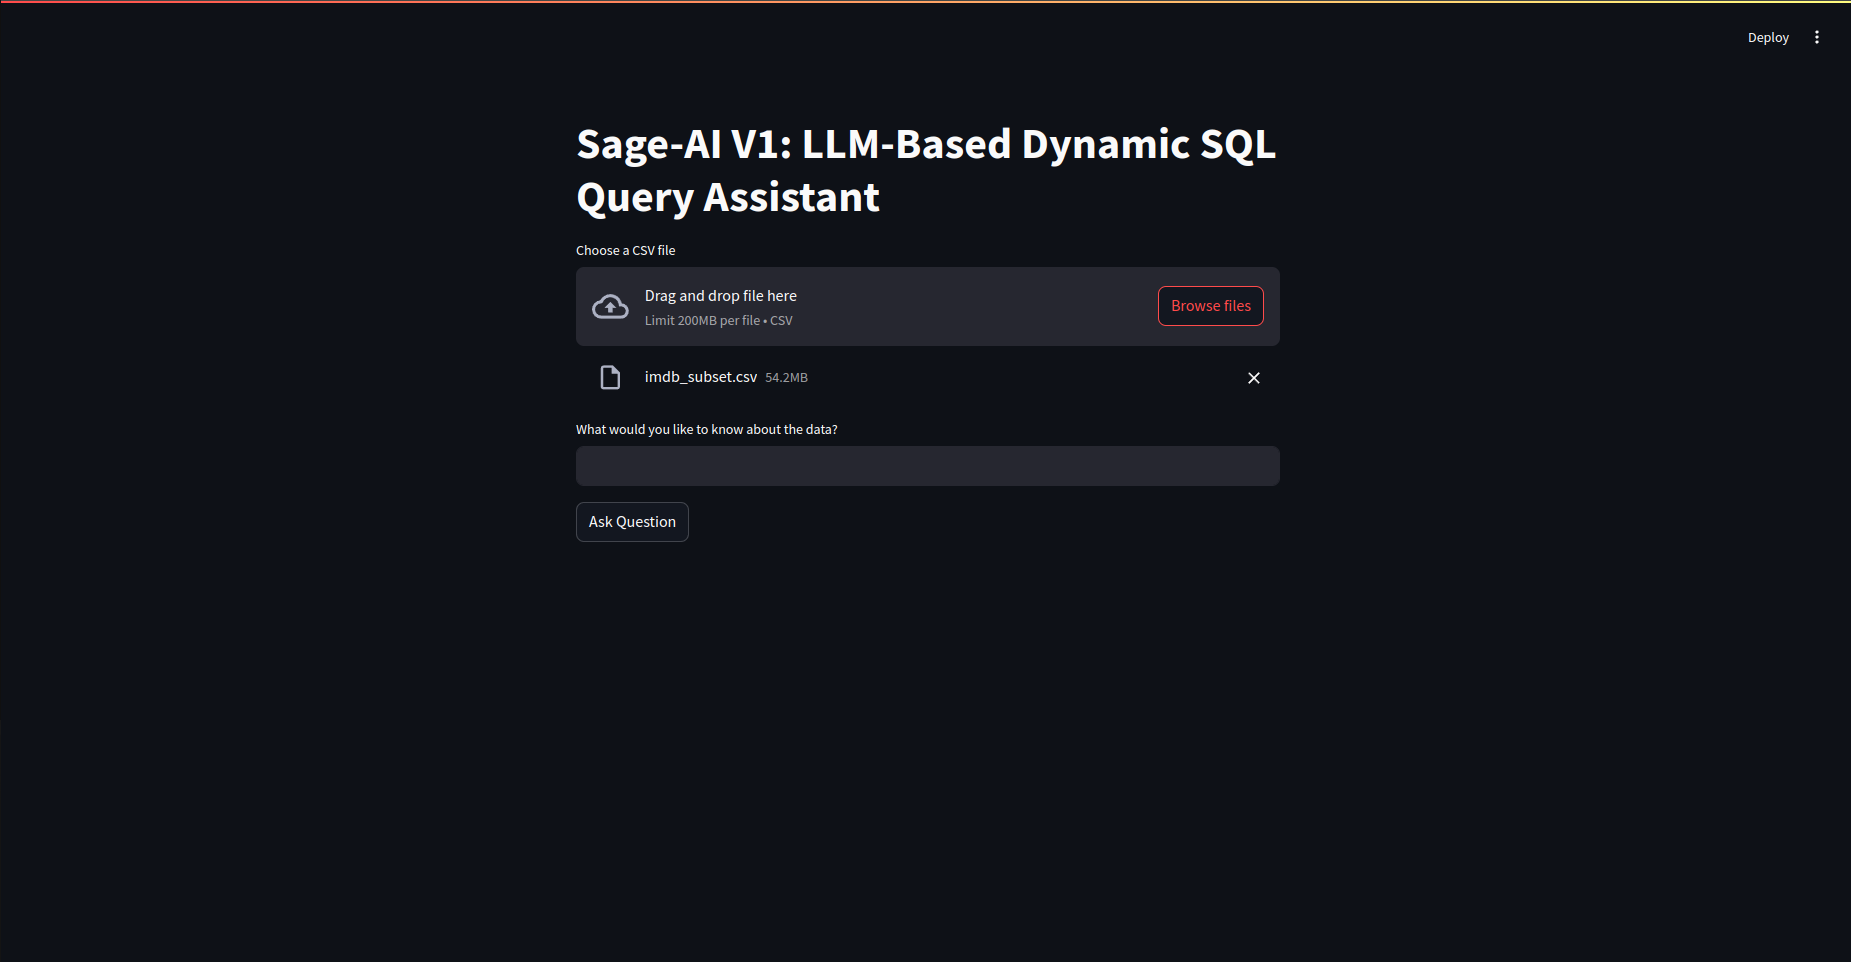 Deploy
Sage-AI V1: LLM-Based Dynamic SQL
Query Assistant
Choose a CSV file
Drag and drop file here
Limit 200MB per file • CSV
Browse files
imdb_subset.csv 54.2MB
What would you like to know about the data?
Ask Question